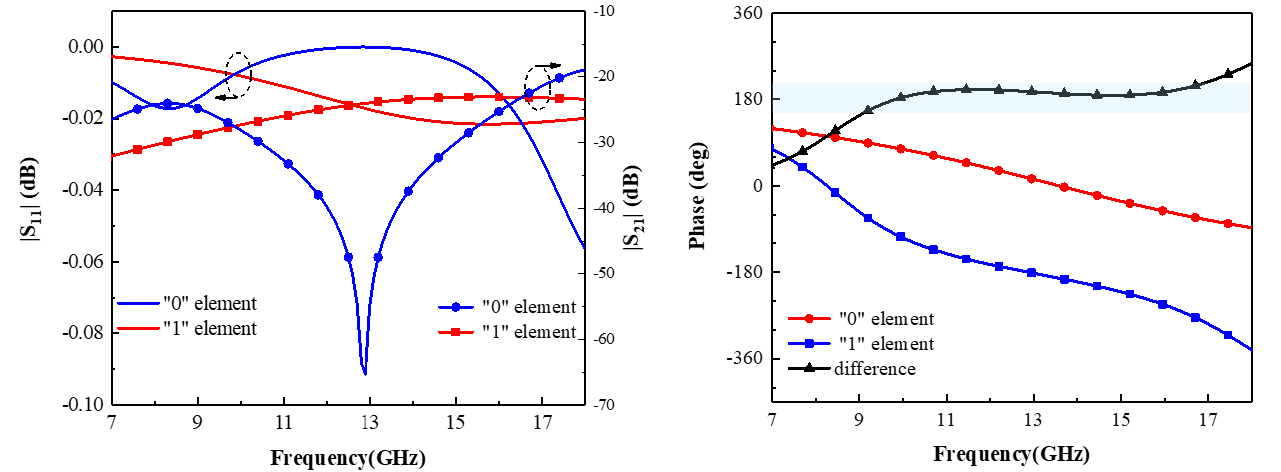 -10
0.00
-20
-0.02
-30
-0.04
-40
-0.06
-50
-0.08
-60
-0.10
-70
7
9
11
13
15
17
|S11| (dB)
|S21| (dB)
"0" element
"1" element
"0" element
"1" element
Frequency(GHz)
360
180
0
-180
-360
7
9
11
13
15
17
Phase (deg)
"0" element
"1" element
difference
Frequency(GHz)